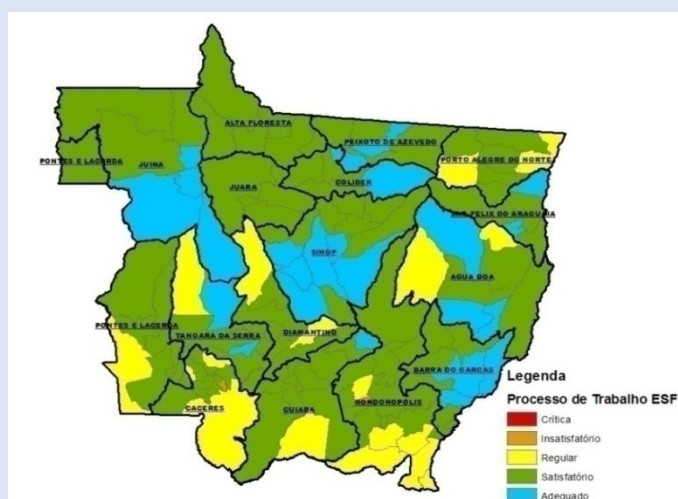 ALTA FLORESTA
PEIXOTO DE AZEVEDO
PONTES E LACERDA
JUINA
PORTO ALEGRE DO NORTE
JUARA
COLIDER
SAO FELIX DO ARAGUAIA
SINOP
AGUA BOA
PONTES E LACERDA
TANGARA DA SERRA
DIAMANTINO
BARRA DO GARCAS
CACERES
CUIABA
RONDONOPOLIS
Legenda
Processo de Trabalho ESF
Crítica
Insatisfatório
Regular
Satisfatório
Adequado